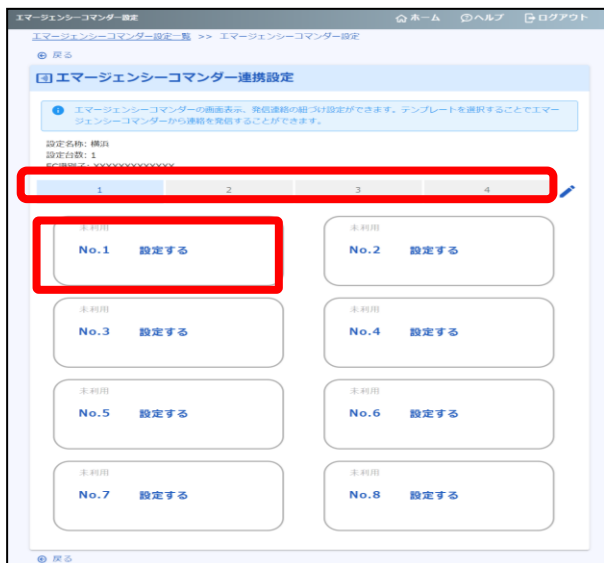 エマージェンシーコマンダー設定 ホーム ヘルプ ログアウト
エマージェンシーコマンダー設定一覧 >> エマージェンシーコマンダー設定
戻る
エマージェンシーコマンダー連携設定
エマージェンシーコマンダーの画面表示、発信連絡の紐づけ設定ができます。テンプレートを選択することでエマー
ジェンシーコマンダーから連絡を発信することができます。
設定名称: 横浜
設定台数: 1
EC識別子: XXXXXXXXXXXXX
1 2 3 4
未利用 未利用
No.1 設定する No.2 設定する
未利用 未利用
No.3 設定する No.4 設定する
未利用 未利用
No.5 設定する No.6 設定する
未利用 未利用
No.7 設定する No.8 設定する
戻る